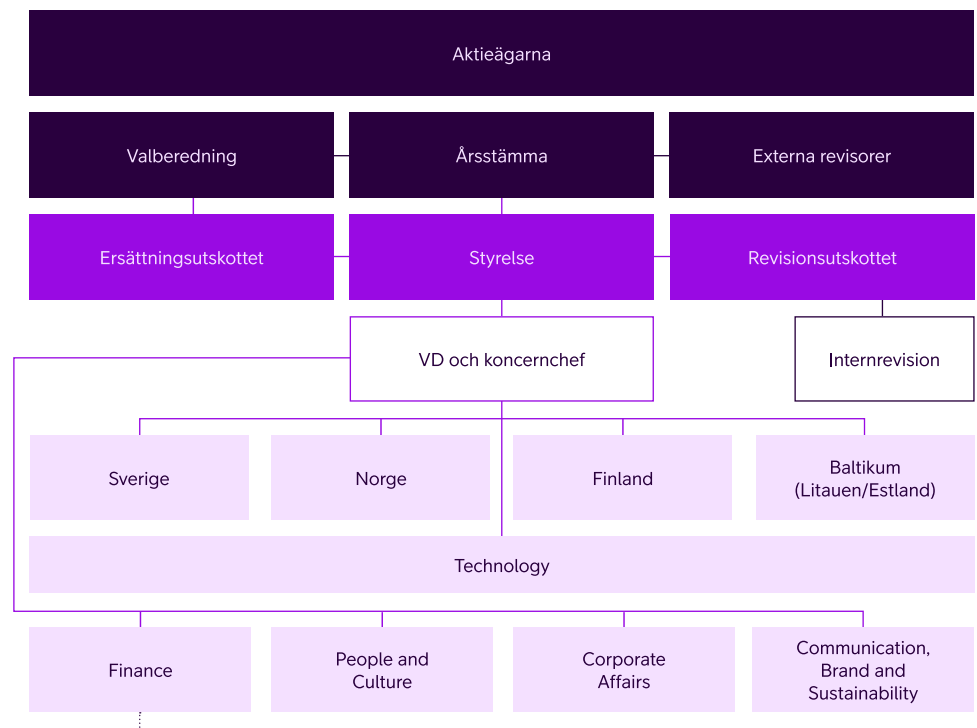 Aktieägarna
Valberedning
Årsstämma
Externa revisorer
Ersättningsutskottet
Styrelse
Revisionsutskottet
VD och koncernchef
Internrevision
Sverige
Norge
Finland
Baltikum
(Litauen/Estland)
Technology
Finance
People and
Culture
Corporate
Affairs
Communication,
Brand and
Sustainability